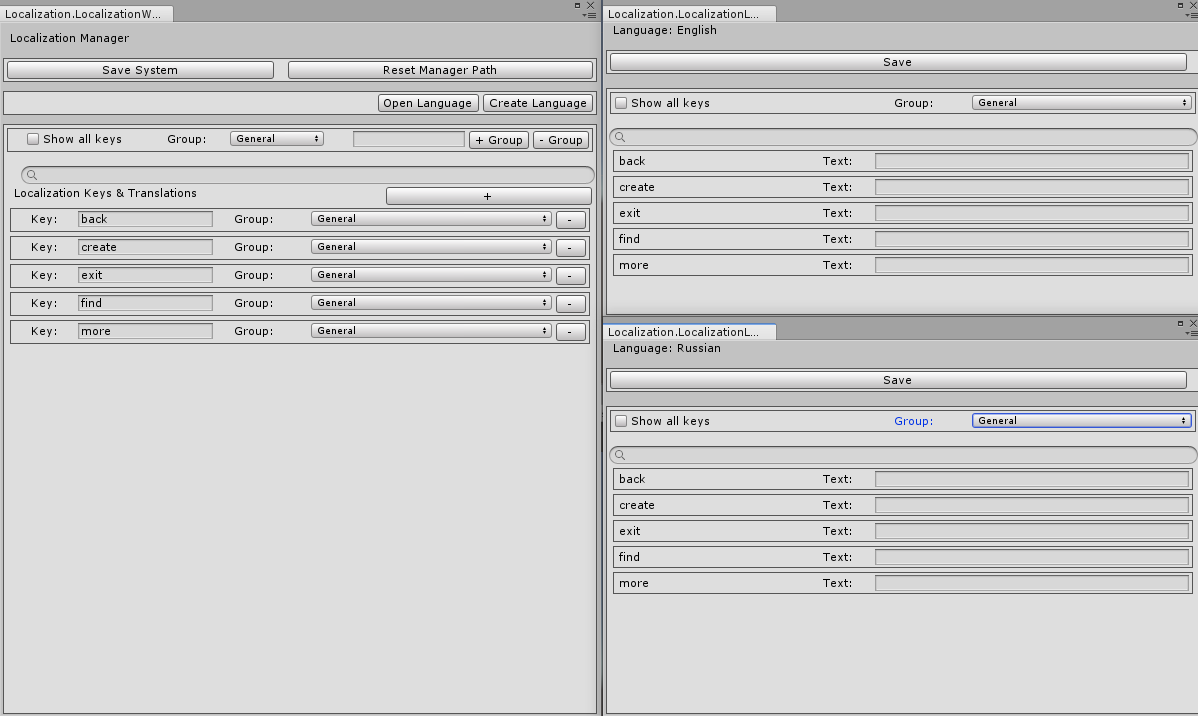 Localization.LocalizationW...
Localization Manager
Save System Reset Manager Path
Open Language Create Language
Show all keys Group: General + Group - Group
Localization Keys & Translations +
Key: back Group: General -
Key: create Group: General -
Key: exit Group: General -
Key: find Group: General -
Key: more Group: General -
Localization.LocalizationL...
Language: English
Save
Show all keys Group: General
back Text:
create Text:
exit Text:
find Text:
more Text:
Localization.LocalizationL...
Language: Russian
Save
Show all keys Group: General
back Text:
create Text:
exit Text:
find Text:
more Text: